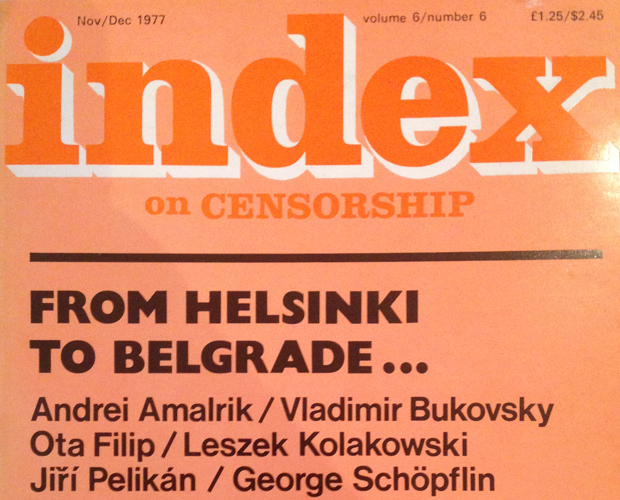 Nov/Dec 1977 volume 6/number 6 £1.25/$2.45
index
on CENSORSHIP
FROM HELSINKI
TO BELGRADE...
Andrei Amalrik / Vladimir Bukovsky
Ota Filip / Leszek Kolakowski
Jiří Pelikán / George Schöpflin